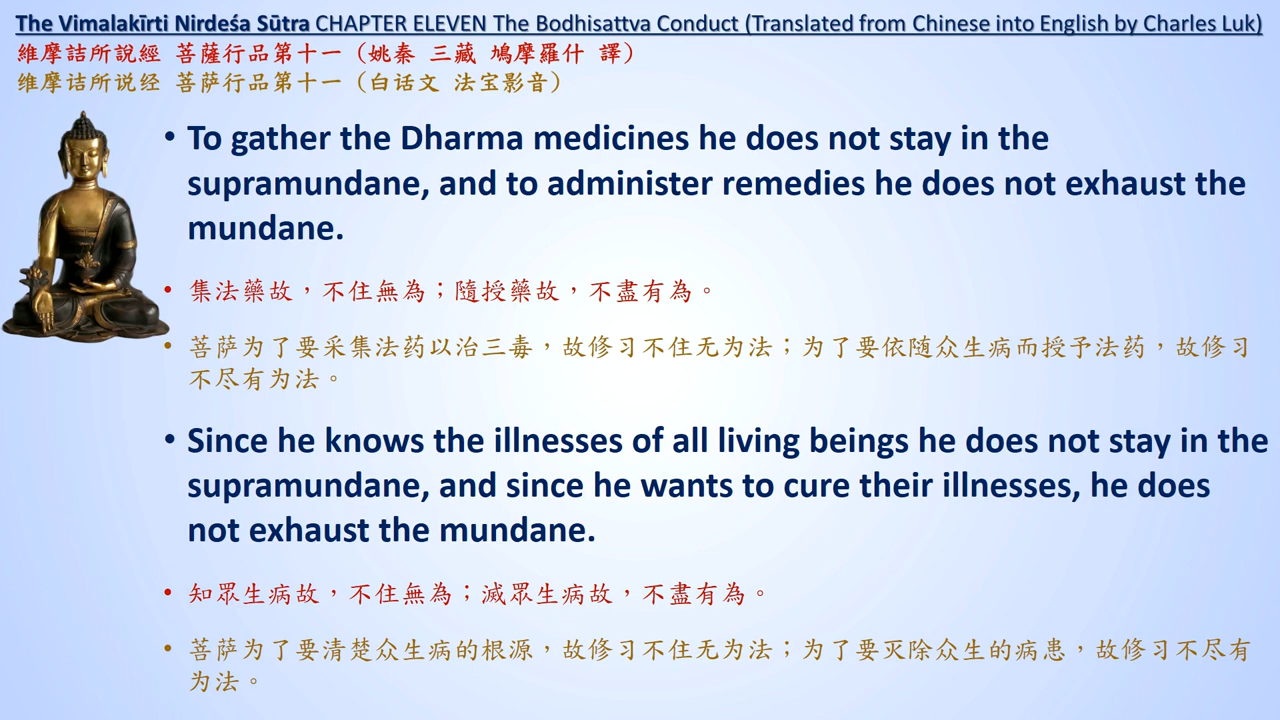 The Vimalakīrti Nirdeśa Sūtra CHAPTER ELEVEN The Bodhisattva Conduct (Translated from Chinese into English by Charles Luk)
維摩詰所說經 菩薩行品第十一（姚秦 三藏 鳩摩羅什 譯）
维摩诘所说经 菩萨行品第十一（白话文 法宝影音）
• To gather the Dharma medicines he does not stay in the
supramundane, and to administer remedies he does not exhaust the
mundane.
• 集法藥故，不住無為；隨授藥故，不盡有為。
• 菩萨为了要采集法药以治三毒，故修习不住无为法；为了要依随众生病而授予法药，故修习
不尽有为法。
• Since he knows the illnesses of all living beings he does not stay in the
supramundane, and since he wants to cure their illnesses, he does
not exhaust the mundane.
• 知眾生病故，不住無為；滅眾生病故，不盡有為。
• 菩萨为了要清楚众生病的根源，故修习不住无为法；为了要灭除众生的病患，故修习不尽有
为法。